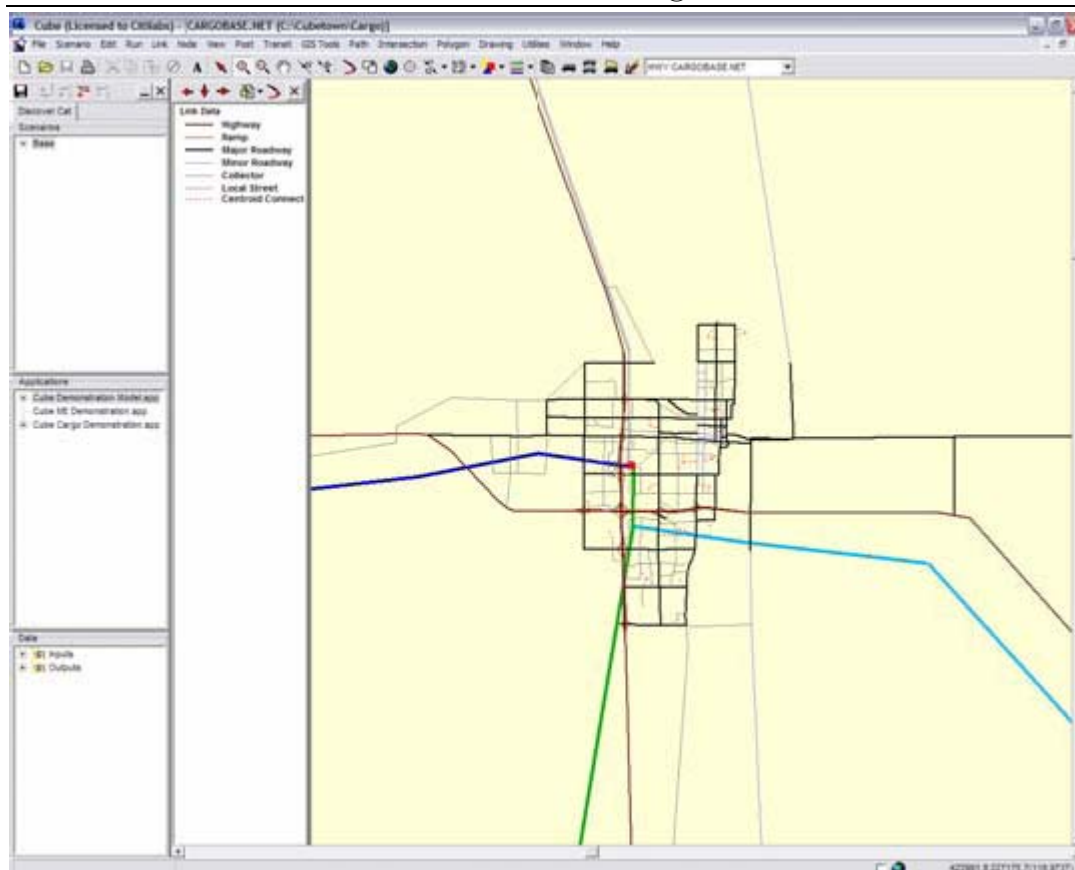 Cube (Licensed to Citilabs) - [CARGOBASE.NET (C:\Cubetown\Cargo)]
File Scenario Edit Run Link Node View Post Transit GIS Tools Path Intersection Polygon Drawing Utilities Window Help
HWY CARGOBASE.NET
Discover Cat
Scenarios
Base
Applications
Cube Demonstration Model.app
Cube ME Demonstration.app
Cube Cargo Demonstration.app
Data
Inputs
Outputs
Link Data
Highway
Ramp
Major Roadway
Minor Roadway
Collector
Local Street
Centroid Connect